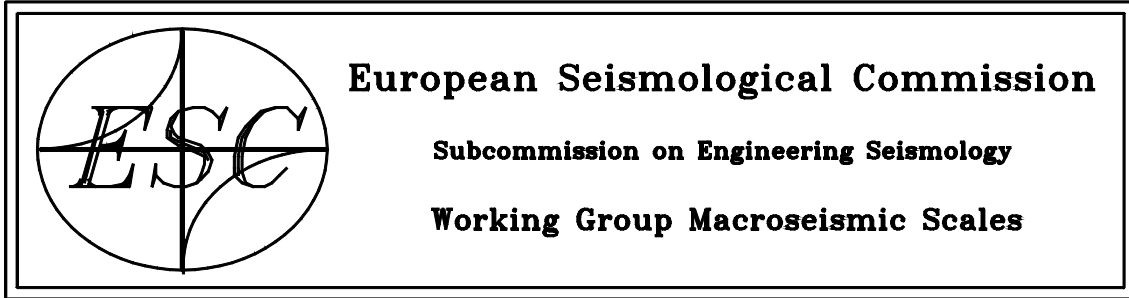 ESC
European Seismological Commission
Subcommission on Engineering Seismology
Working Group Macroseismic Scales